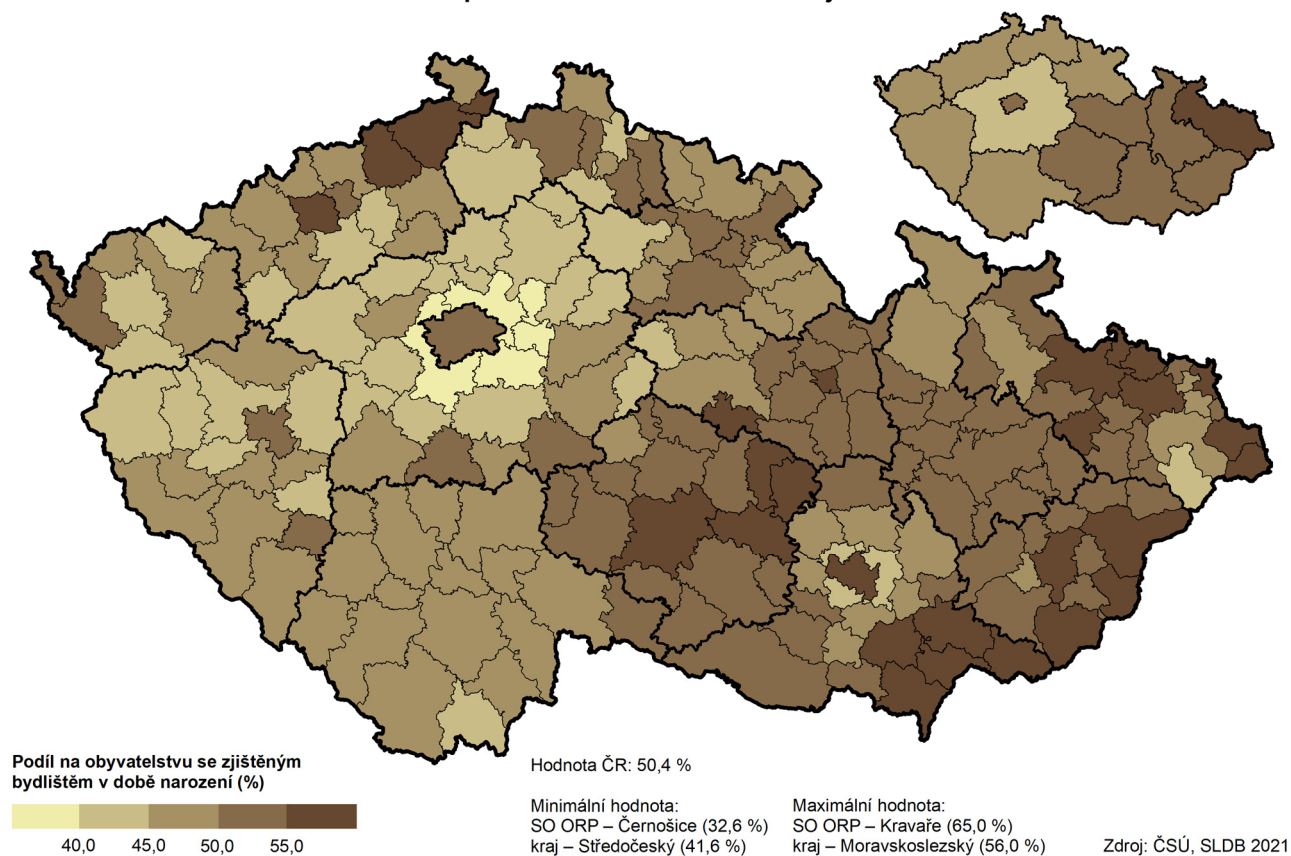 Podíl na obyvatelstvu se zjištěným
bydlištěm v době narození (%)
40,0 45,0 50,0 55,0
Hodnota ČR: 50,4 %
Minimální hodnota:
SO ORP – Černošice (32,6 %)
kraj – Středočeský (41,6 %)
Maximální hodnota:
SO ORP – Kravaře (65,0 %)
kraj – Moravskoslezský (56,0 %)
Zdroj: ČSÚ, SLDB 2021